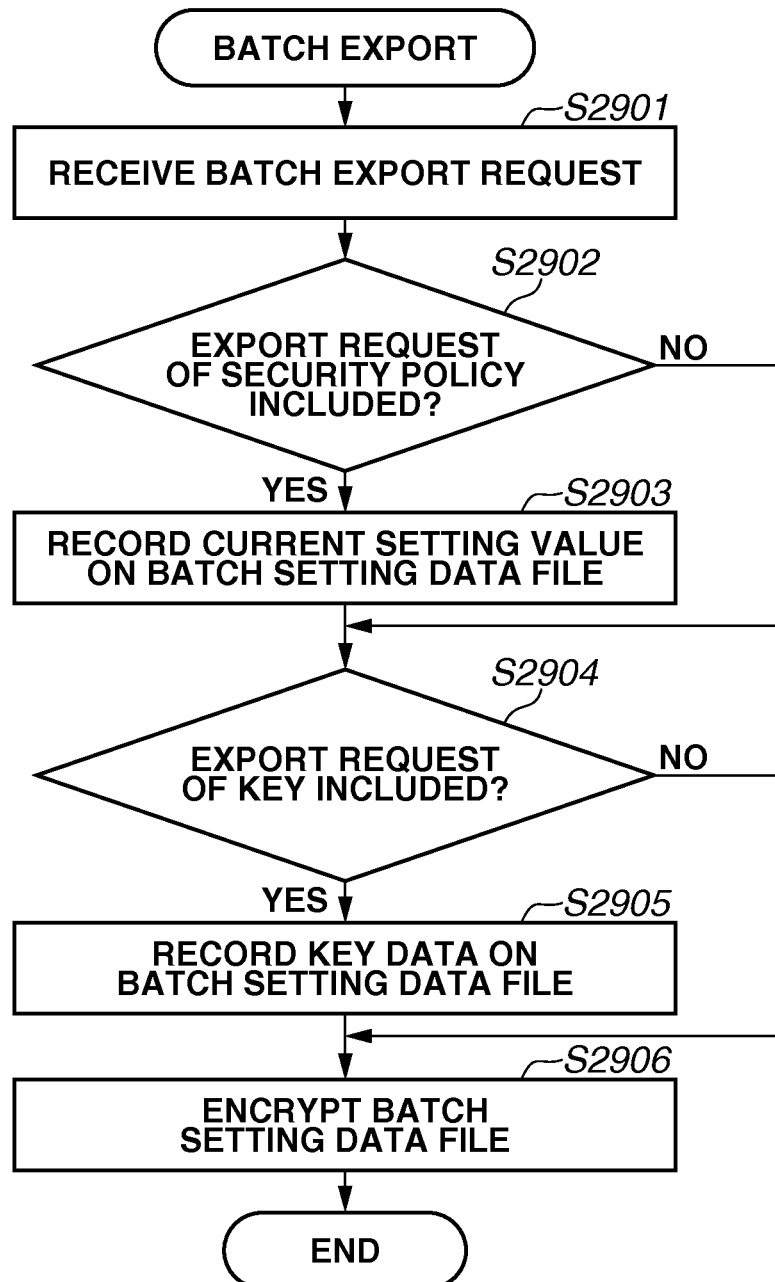 BATCH EXPORT
S2901
RECEIVE BATCH EXPORT REQUEST
S2902
EXPORT REQUEST
OF SECURITY POLICY
INCLUDED?
NO
YES
S2903
RECORD CURRENT SETTING VALUE
ON BATCH SETTING DATA FILE
S2904
EXPORT REQUEST
OF KEY INCLUDED?
NO
YES
S2905
RECORD KEY DATA ON
BATCH SETTING DATA FILE
S2906
ENCRYPT BATCH
SETTING DATA FILE
END